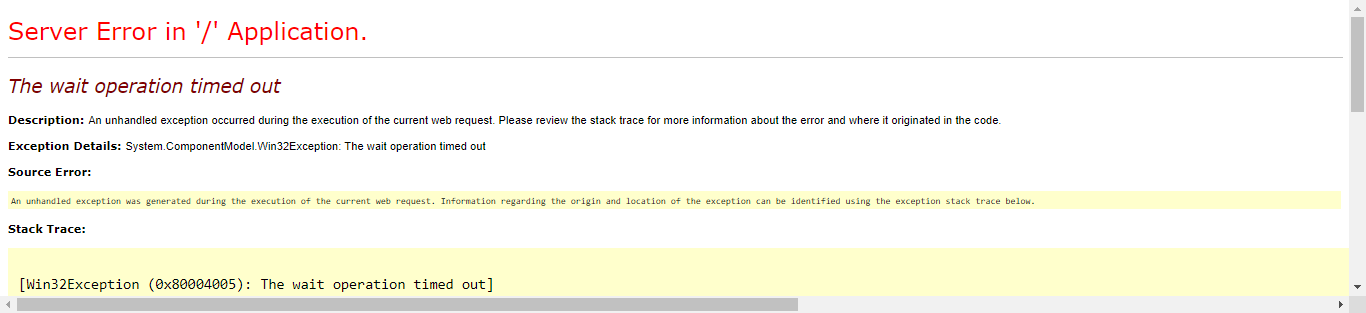 Server Error in '/' Application.
The wait operation timed out
Description: An unhandled exception occurred during the execution of the current web request. Please review the stack trace for more information about the error and where it originated in the code.
Exception Details: System.ComponentModel.Win32Exception: The wait operation timed out
Source Error:
An unhandled exception was generated during the execution of the current web request. Information regarding the origin and location of the exception can be identified using the exception stack trace below.
Stack Trace:
[Win32Exception (0x80004005): The wait operation timed out]